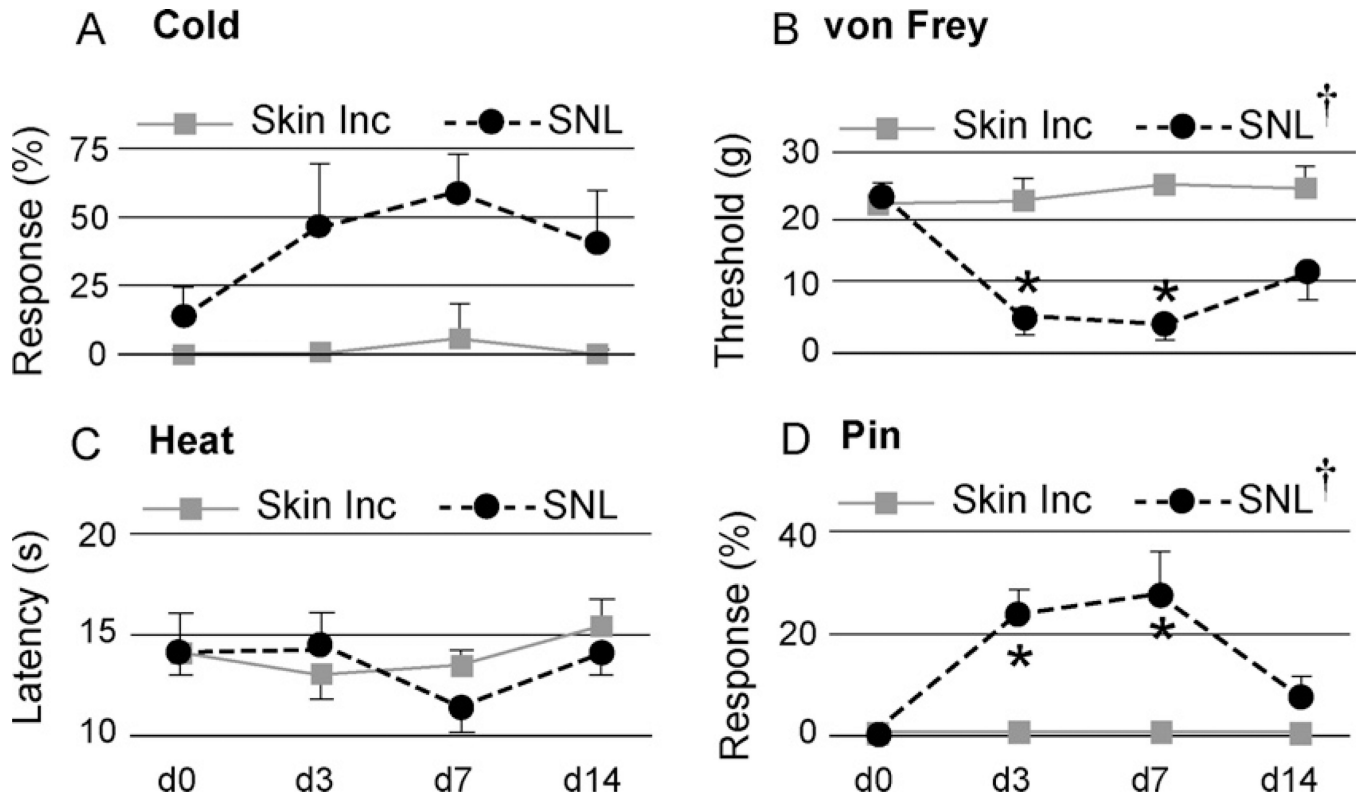 A Cold
Skin Inc SNL
Response (%)
75
50
25
0
B von Frey
Skin Inc SNL†
Threshold (g)
30
20
10
*
*
0
C Heat
Skin Inc SNL
Latency (s)
20
15
10
d0 d3 d7 d14
D Pin
Skin Inc SNL†
Response (%)
40
20
*
*
0
d0 d3 d7 d14